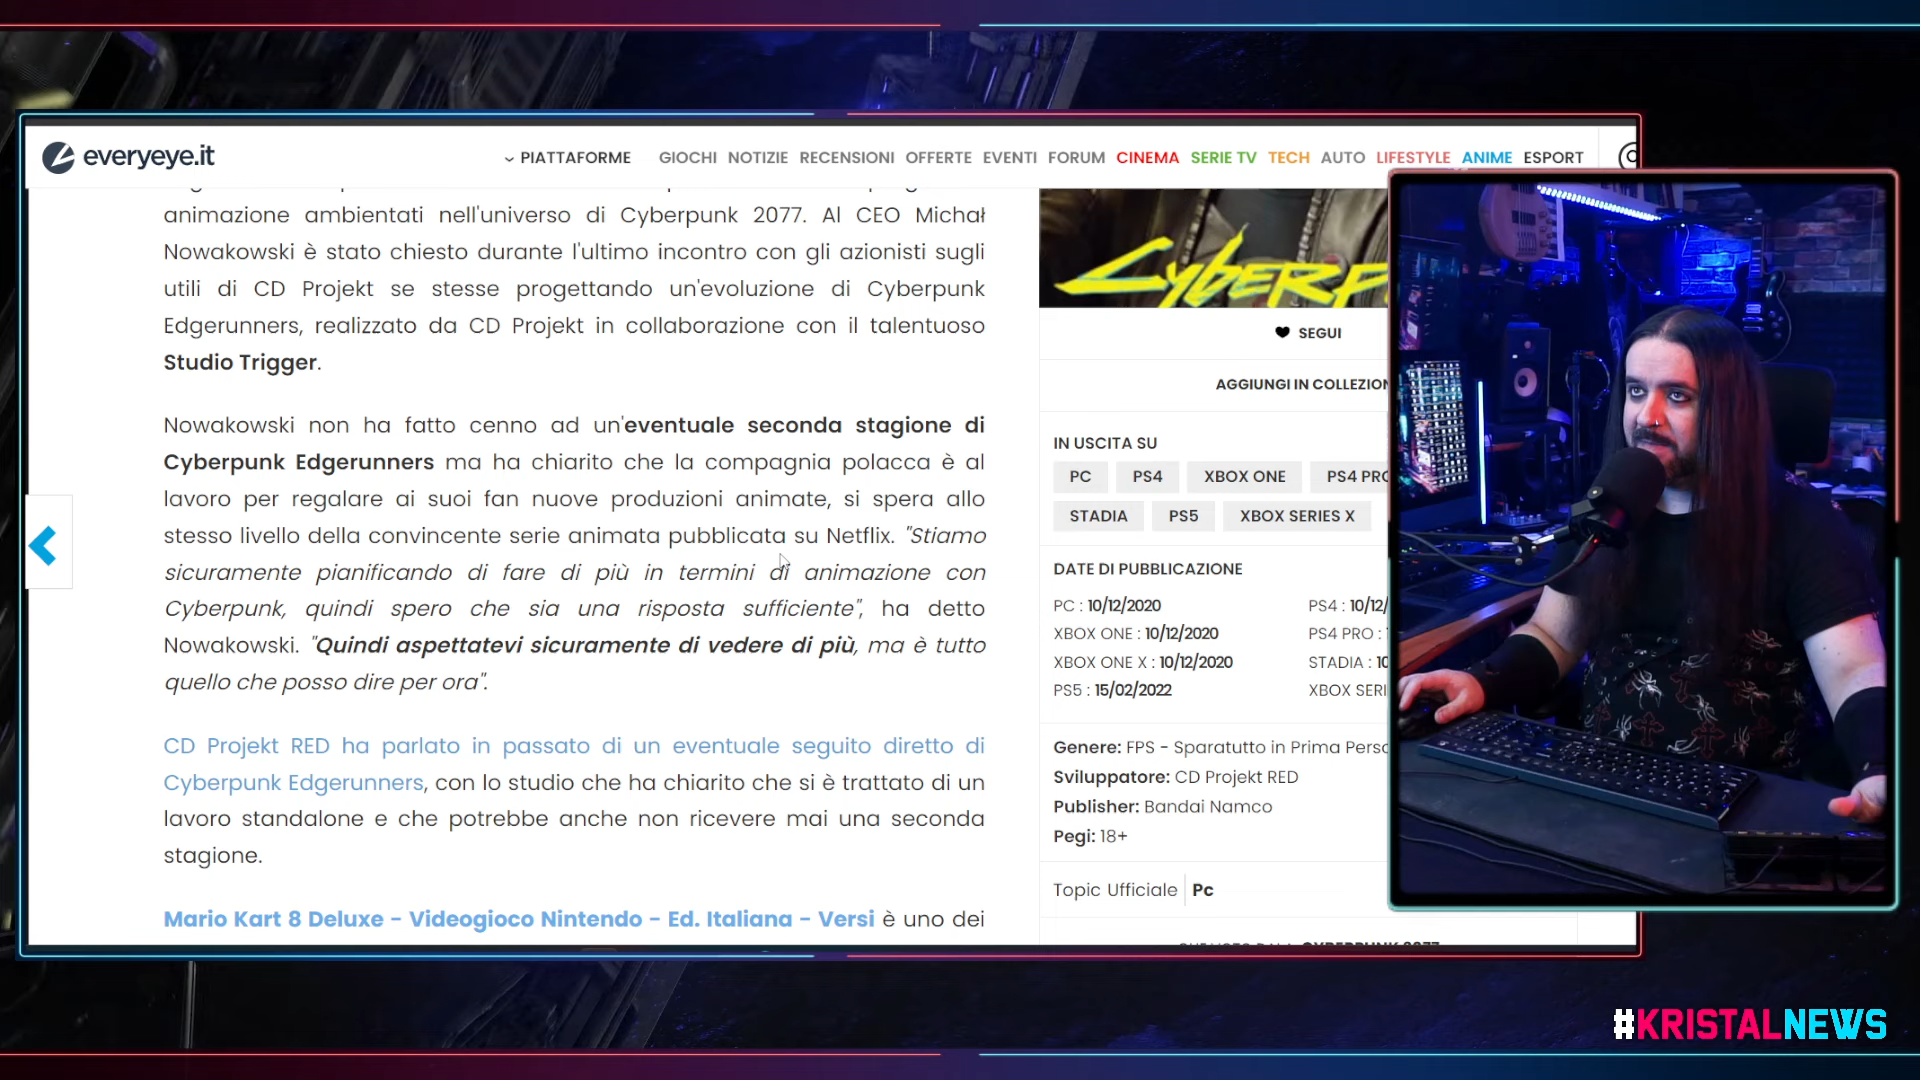 everyeye.it
PIATTAFORME GIOCHI NOTIZIE RECENSIONI OFFERTE EVENTI FORUM CINEMA SERIE TV TECH AUTO LIFESTYLE ANIME ESPORT
animazione ambientati nell'universo di Cyberpunk 2077. Al CEO Michał
Nowakowski è stato chiesto durante l'ultimo incontro con gli azionisti sugli
utili di CD Projekt se stesse progettando un'evoluzione di Cyberpunk
Edgerunners, realizzato da CD Projekt in collaborazione con il talentuoso
Studio Trigger.
Nowakowski non ha fatto cenno ad un'eventuale seconda stagione di
Cyberpunk Edgerunners ma ha chiarito che la compagnia polacca è al
lavoro per regalare ai suoi fan nuove produzioni animate, si spera allo
stesso livello della convincente serie animata pubblicata su Netflix. "Stiamo
sicuramente pianificando di fare di più in termini di animazione con
Cyberpunk, quindi spero che sia una risposta sufficiente", ha detto
Nowakowski. "Quindi aspettatevi sicuramente di vedere di più, ma è tutto
quello che posso dire per ora".
CD Projekt RED ha parlato in passato di un eventuale seguito diretto di
Cyberpunk Edgerunners, con lo studio che ha chiarito che si è trattato di un
lavoro standalone e che potrebbe anche non ricevere mai una seconda
stagione.
Mario Kart 8 Deluxe - Videogioco Nintendo - Ed. Italiana - Versi è uno dei
CYBERP
SEGUI
AGGIUNGI IN COLLEZION
IN USCITA SU
PC PS4 XBOX ONE PS4 PRO
STADIA PS5 XBOX SERIES X
DATE DI PUBBLICAZIONE
PC : 10/12/2020 PS4 : 10/12/
XBOX ONE : 10/12/2020 PS4 PRO :
XBOX ONE X : 10/12/2020 STADIA : 10
PS5 : 15/02/2022 XBOX SERI
Genere: FPS - Sparatutto in Prima Perso
Sviluppatore: CD Projekt RED
Publisher: Bandai Namco
Pegi: 18+
Topic Ufficiale Pc
CYBERPUNK 2077
#KRISTALNEWS